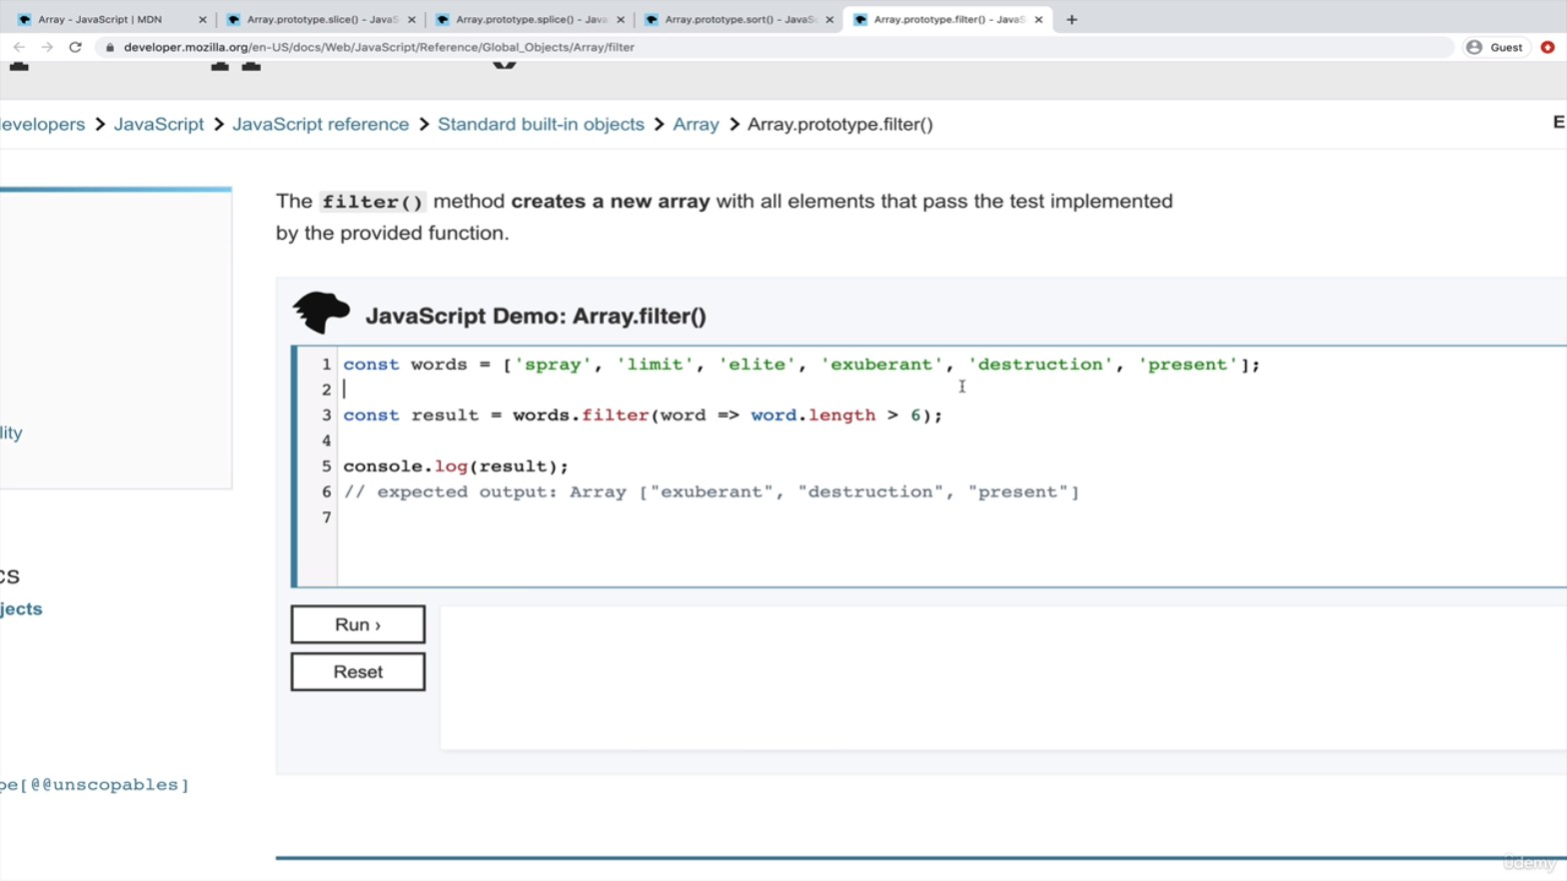 Array - JavaScript | MDN
Array.prototype.slice() - JavaS
Array.prototype.splice() - Java
Array.prototype.sort() - JavaSc
Array.prototype.filter() - JavaS
developer.mozilla.org/en-US/docs/Web/JavaScript/Reference/Global_Objects/Array/filter
Guest
evelopers > JavaScript > JavaScript reference > Standard built-in objects > Array > Array.prototype.filter()
E
The filter() method creates a new array with all elements that pass the test implemented
by the provided function.
JavaScript Demo: Array.filter()
1 const words = ['spray', 'limit', 'elite', 'exuberant', 'destruction', 'present'];
2
3 const result = words.filter(word => word.length > 6);
4
5 console.log(result);
6 // expected output: Array ["exuberant", "destruction", "present"]
7
lity
Run ›
Reset
cs
jects
pe[@@unscopables]
ûdemy